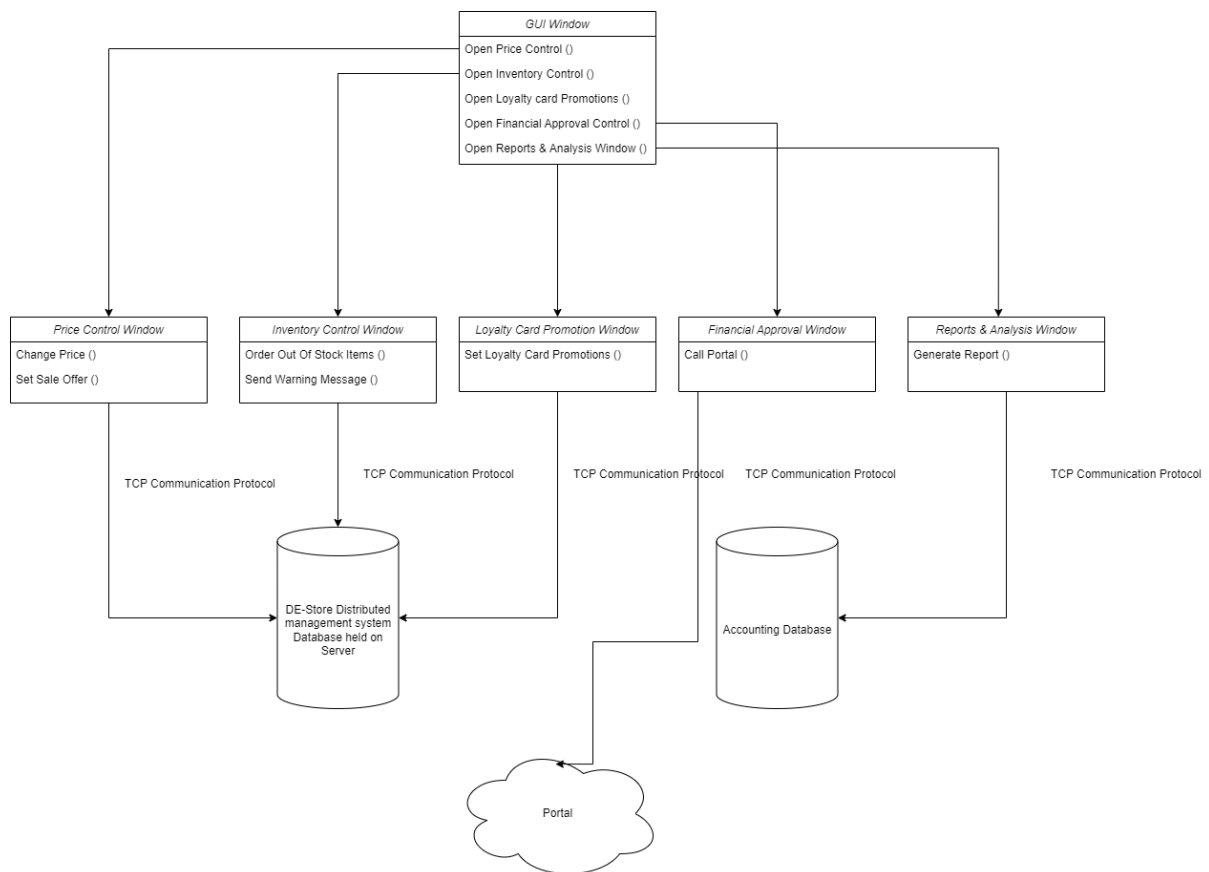 GUI Window
Open Price Control ()
Open Inventory Control ()
Open Loyalty card Promotions ()
Open Financial Approval Control ()
Open Reports & Analysis Window ()
Price Control Window
Change Price ()
Set Sale Offer ()
Inventory Control Window
Order Out Of Stock Items ()
Send Warning Message ()
Loyalty Card Promotion Window
Set Loyalty Card Promotions ()
Financial Approval Window
Call Portal ()
Reports & Analysis Window
Generate Report ()
TCP Communication Protocol
TCP Communication Protocol
TCP Communication Protocol
TCP Communication Protocol
TCP Communication Protocol
DE-Store Distributed
management system
Database held on
Server
Accounting Database
Portal